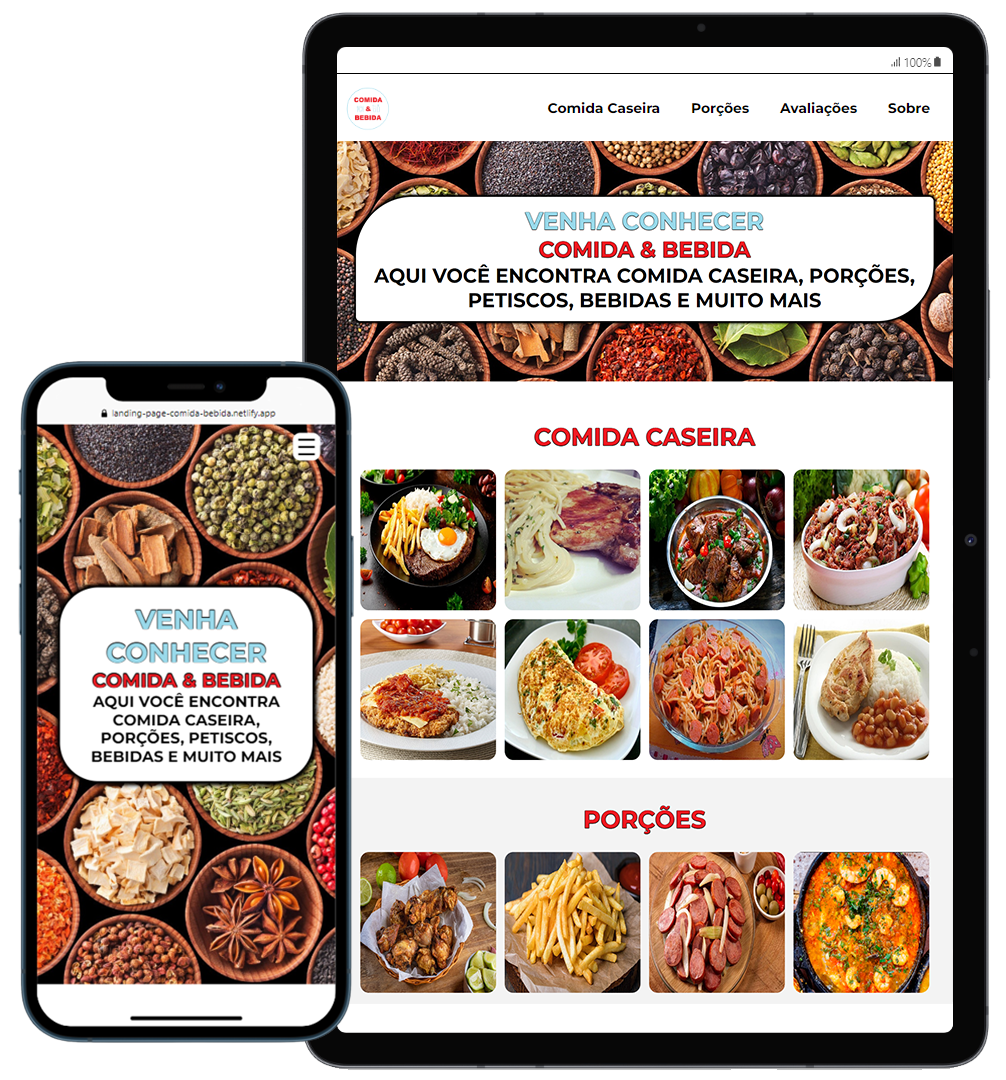 100%
COMIDA
&
BEBIDA
Comida Caseira Porções Avaliações Sobre
VENHA CONHECER
COMIDA & BEBIDA
AQUI VOCÊ ENCONTRA COMIDA CASEIRA, PORÇÕES,
PETISCOS, BEBIDAS E MUITO MAIS
COMIDA CASEIRA
PORÇÕES
landing-page-comida-bebida.netlify.app
VENHA
CONHECER
COMIDA & BEBIDA
AQUI VOCÊ ENCONTRA
COMIDA CASEIRA,
PORÇÕES, PETISCOS,
BEBIDAS E MUITO MAIS